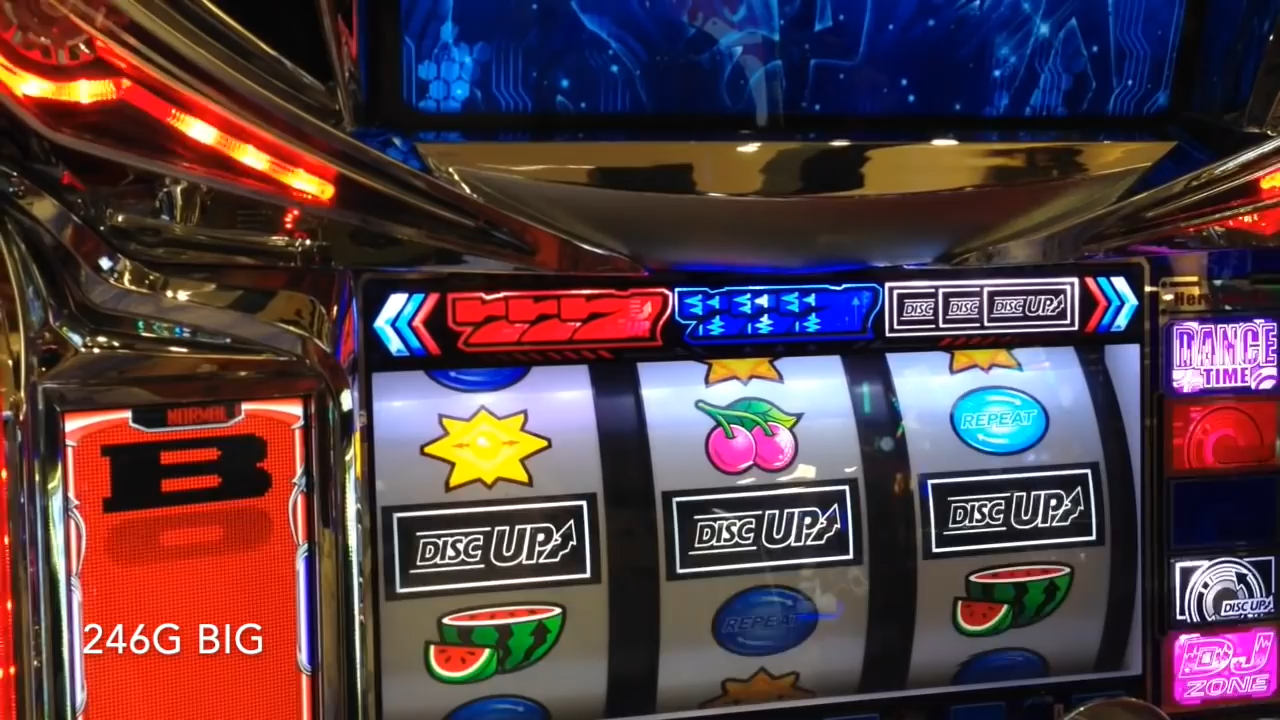 777
DISC DISC DISC UP
NORMAL
B
DANCE
TIME
REPEAT
DISC UP
DISC UP
DISC UP
REPEAT
DISC UP
DJ
ZONE
246G BIG